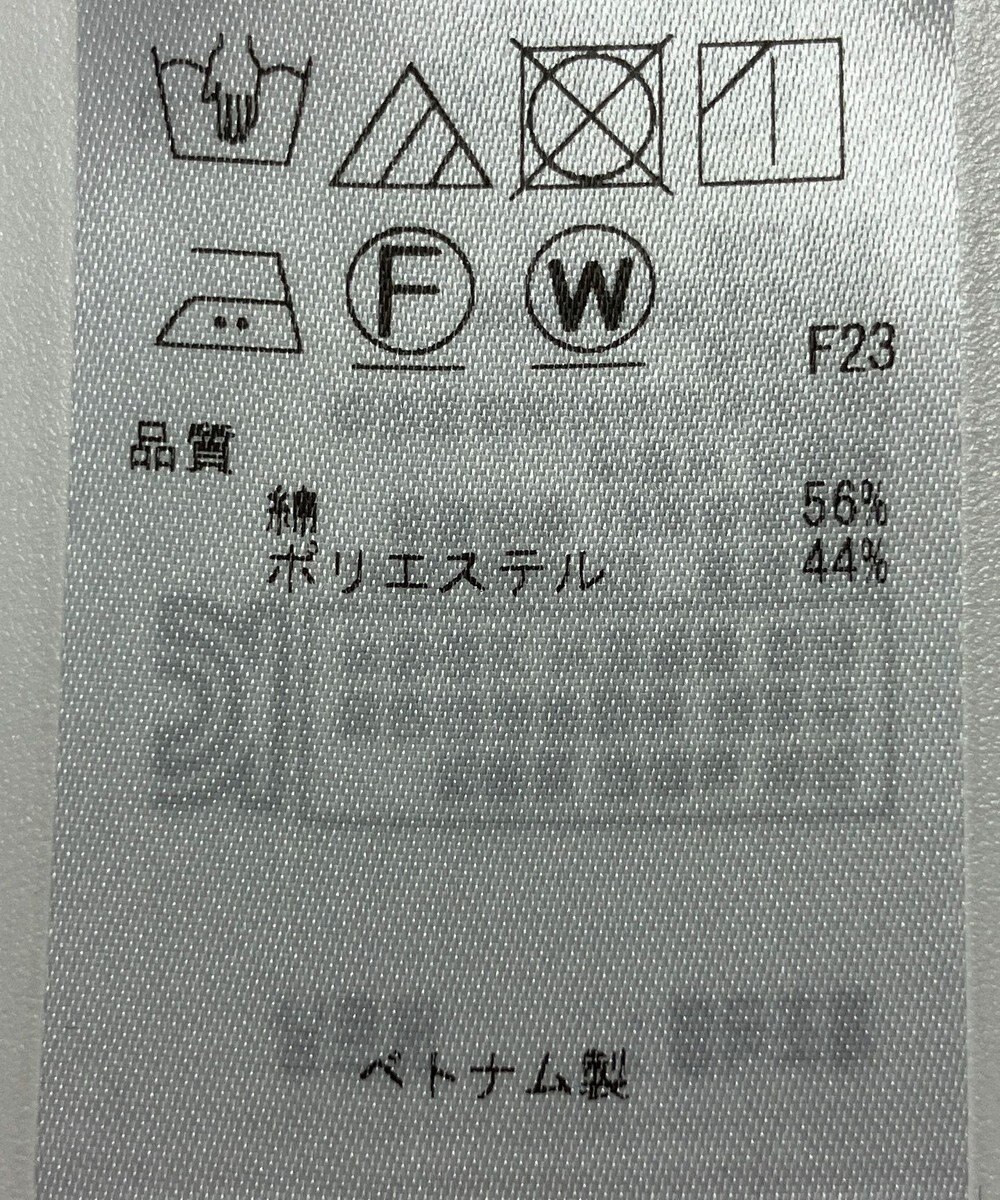 F W
F23
品質
綿 56%
ポリエステル 44%
ベトナム製